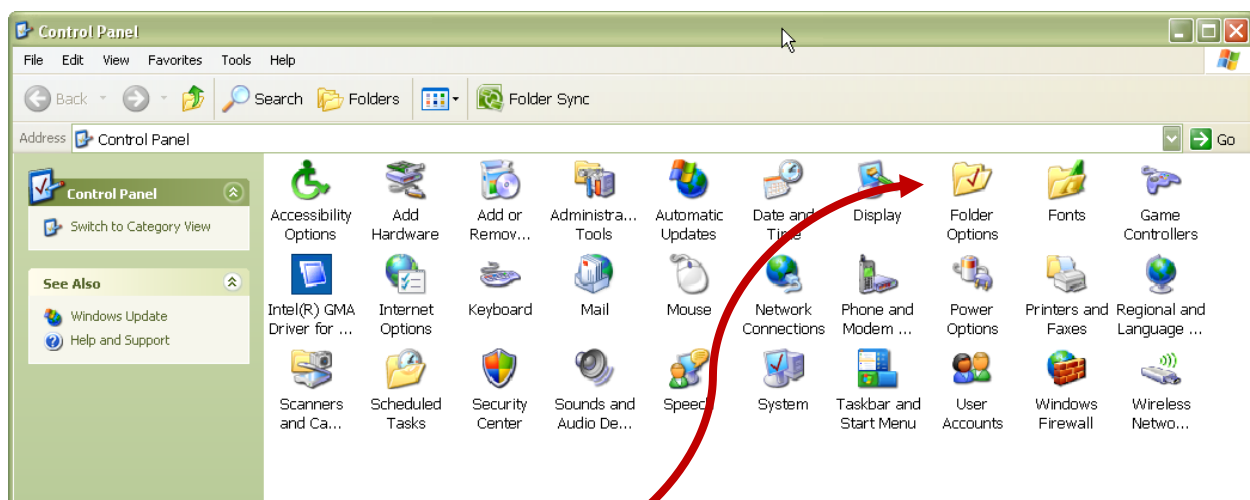 Control Panel
File Edit View Favorites Tools Help
Back Search Folders Folder Sync
Address Control Panel Go
Control Panel
Switch to Category View
See Also
Windows Update
Help and Support
Accessibility Options
Add Hardware
Add or Remov...
Administra... Tools
Automatic Updates
Date and Time
Display
Folder Options
Fonts
Game Controllers
Intel(R) GMA Driver for ...
Internet Options
Keyboard
Mail
Mouse
Network Connections
Phone and Modem ...
Power Options
Printers and Faxes
Regional and Language ...
Scanners and Ca...
Scheduled Tasks
Security Center
Sounds and Audio De...
Speech
System
Taskbar and Start Menu
User Accounts
Windows Firewall
Wireless Netwo...